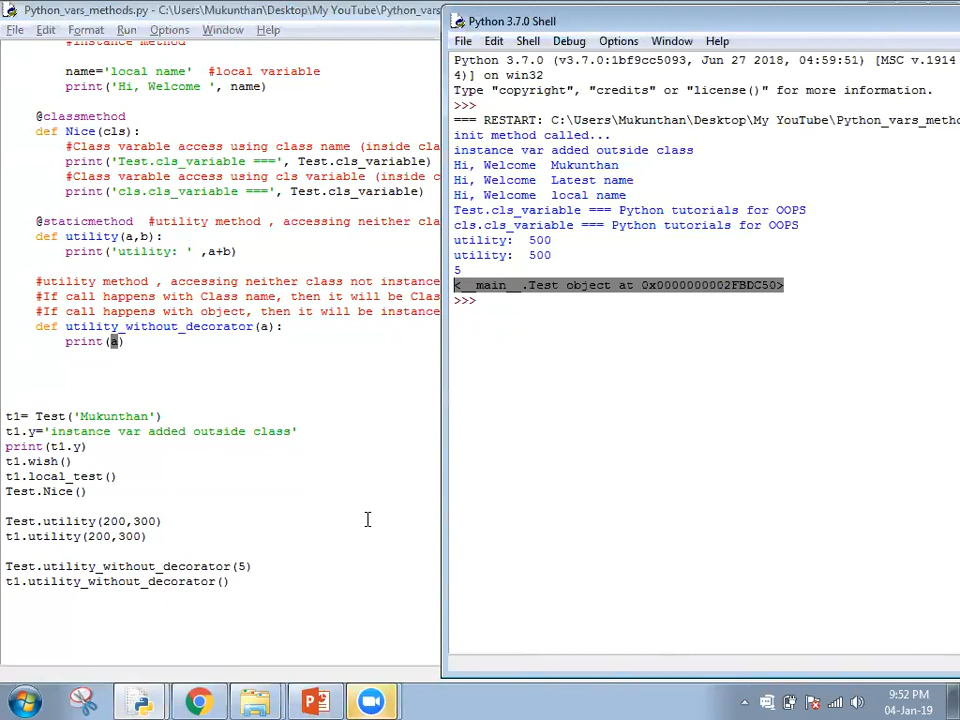 Python_vars_methods.py - C:\Users\Mukunthan\Desktop\My YouTube\Python_vars
File Edit Format Run Options Window Help
#instance method
name='local name'  #local variable
print('Hi, Welcome ', name)
@classmethod
def Nice(cls):
#Class varable access using class name (inside cl
print('Test.cls_variable ===', Test.cls_variable)
#Class varable access using cls variable (inside c
print('cls.cls_variable ===', Test.cls_variable)
@staticmethod  #utility method , accessing neither cla
def utility(a,b):
print('utility: ' ,a+b)
#utility method , accessing neither class not instance
#If call happens with Class name, then it will be Clas
#If call happens with object, then it will be instance
def utility_without_decorator(a):
print(a)
t1= Test('Mukunthan')
t1.y='instance var added outside class'
print(t1.y)
t1.wish()
t1.local_test()
Test.Nice()
Test.utility(200,300)
t1.utility(200,300)
Test.utility_without_decorator(5)
t1.utility_without_decorator()
Python 3.7.0 Shell
File Edit Shell Debug Options Window Help
Python 3.7.0 (v3.7.0:1bf9cc5093, Jun 27 2018, 04:59:51) [MSC v.1914
4)] on win32
Type "copyright", "credits" or "license()" for more information.
>>>
=== RESTART: C:\Users\Mukunthan\Desktop\My YouTube\Python_vars_metho
init method called...
instance var added outside class
Hi, Welcome  Mukunthan
Hi, Welcome  Latest name
Hi, Welcome  local name
Test.cls_variable === Python tutorials for OOPS
cls.cls_variable === Python tutorials for OOPS
utility:  500
utility:  500
5
<__main__.Test object at 0x0000000002FBDC50>
>>>
9:52 PM
04-Jan-19